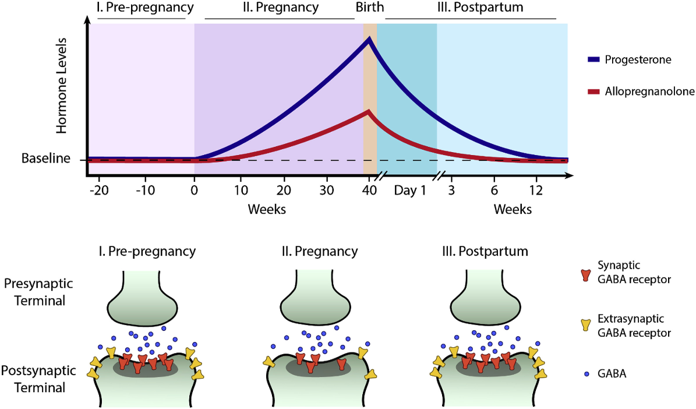 I. Pre-pregnancy II. Pregnancy Birth III. Postpartum
Hormone Levels
Progesterone
Allopregnanolone
Baseline
-20 -10 0 10 20 30 40 Day 1 3 6 12
Weeks Weeks
I. Pre-pregnancy II. Pregnancy III. Postpartum
Presynaptic
Terminal
Postsynaptic
Terminal
Synaptic
GABA receptor
Extrasynaptic
GABA receptor
GABA